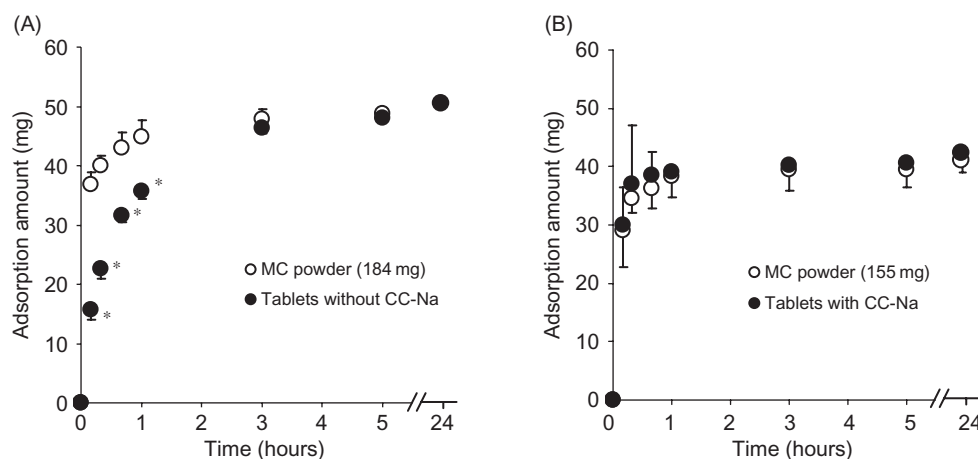 (A)
60
50
40
30
20
10
0
Adsorption amount (mg)
*
*
*
*
MC powder (184 mg)
Tablets without CC-Na
0 1 2 3 4 5 24
Time (hours)
(B)
60
50
40
30
20
10
0
Adsorption amount (mg)
MC powder (155 mg)
Tablets with CC-Na
0 1 2 3 4 5 24
Time (hours)